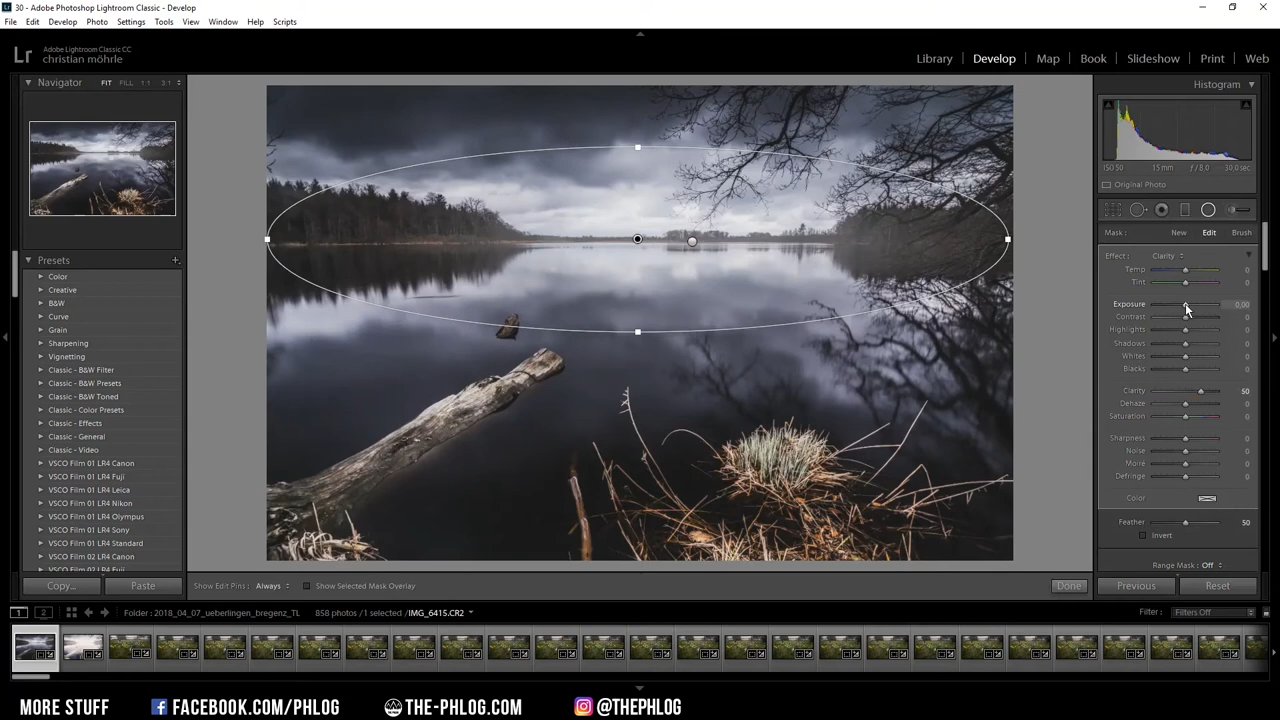 30 - Adobe Photoshop Lightroom Classic - Develop
File Edit Develop Photo Settings Tools View Window Help Scripts
Lr
Adobe Lightroom Classic CC
christian möhrle
Library Develop Map Book Slideshow Print Web
Navigator FIT FILL 1:1 3:1
Histogram
ISO 50 15 mm f / 8,0 30,0 sec
Original Photo
Mask : New Edit Brush
Effect : Clarity
Temp 0
Tint 0
Exposure 0,00
Contrast 0
Highlights 0
Shadows 0
Whites 0
Blacks 0
Clarity 50
Dehaze 0
Saturation 0
Sharpness 0
Noise 0
Moiré 0
Defringe 0
Color
Feather 50
Invert
Range Mask : Off
Previous Reset
Presets
Color
Creative
B&W
Curve
Grain
Sharpening
Vignetting
Classic - B&W Filter
Classic - B&W Presets
Classic - B&W Toned
Classic - Color Presets
Classic - Effects
Classic - General
Classic - Video
VSCO Film 01 LR4 Canon
VSCO Film 01 LR4 Fuji
VSCO Film 01 LR4 Leica
VSCO Film 01 LR4 Nikon
VSCO Film 01 LR4 Olympus
VSCO Film 01 LR4 Sony
VSCO Film 01 LR4 Standard
VSCO Film 02 LR4 Canon
VSCO Film 02 LR4 Fuji
Copy... Paste
Show Edit Pins : Always Show Selected Mask Overlay Done
1 2 Folder : 2018_04_07_ueberlingen_bregenz_TL 858 photos / 1 selected / IMG_6415.CR2 Filter : Filters Off
MORE STUFF FACEBOOK.COM/PHLOG THE-PHLOG.COM @THEPHLOG